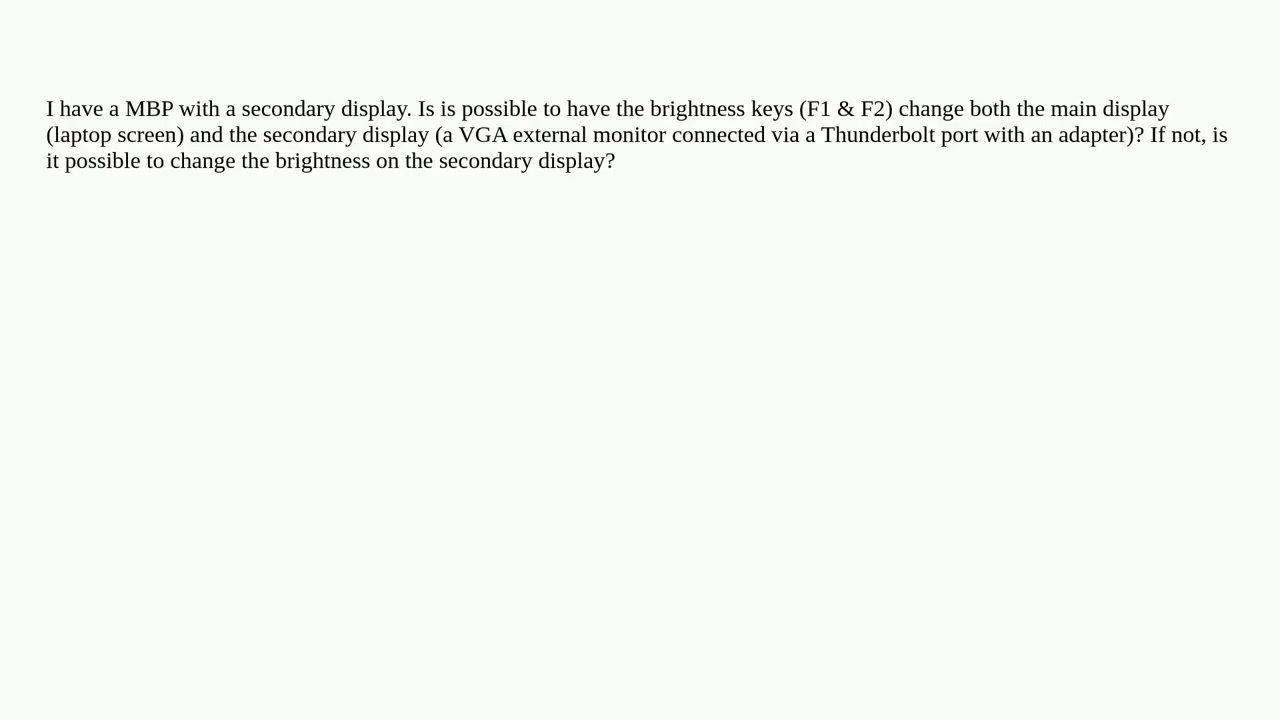 I have a MBP with a secondary display. Is is possible to have the brightness keys (F1 & F2) change both the main display
(laptop screen) and the secondary display (a VGA external monitor connected via a Thunderbolt port with an adapter)? If not, is
it possible to change the brightness on the secondary display?